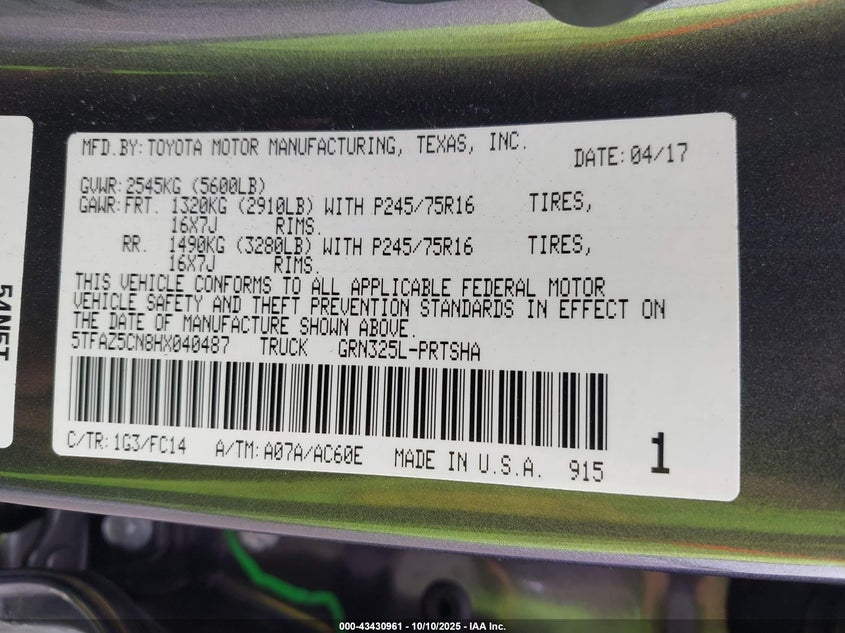 MFD.BY: TOYOTA MOTOR MANUFACTURING, TEXAS, INC. DATE: 04/17
GVWR: 2545KG (5600LB)
GAWR: FRT. 1320KG (2910LB) WITH P245/75R16 TIRES,
16X7J RIMS.
RR. 1490KG (3280LB) WITH P245/75R16 TIRES,
16X7J RIMS.
THIS VEHICLE CONFORMS TO ALL APPLICABLE FEDERAL MOTOR
VEHICLE SAFETY AND THEFT PREVENTION STANDARDS IN EFFECT ON
THE DATE OF MANUFACTURE SHOWN ABOVE.
5TFAZ5CN8HX040487 TRUCK GRN325L-PRTSHA
C/TR: 1G3/FC14 A/TM: A07A/AC60E MADE IN U.S.A. 915 1
54N5T
000-43430961 - 10/10/2025 - IAA Inc.